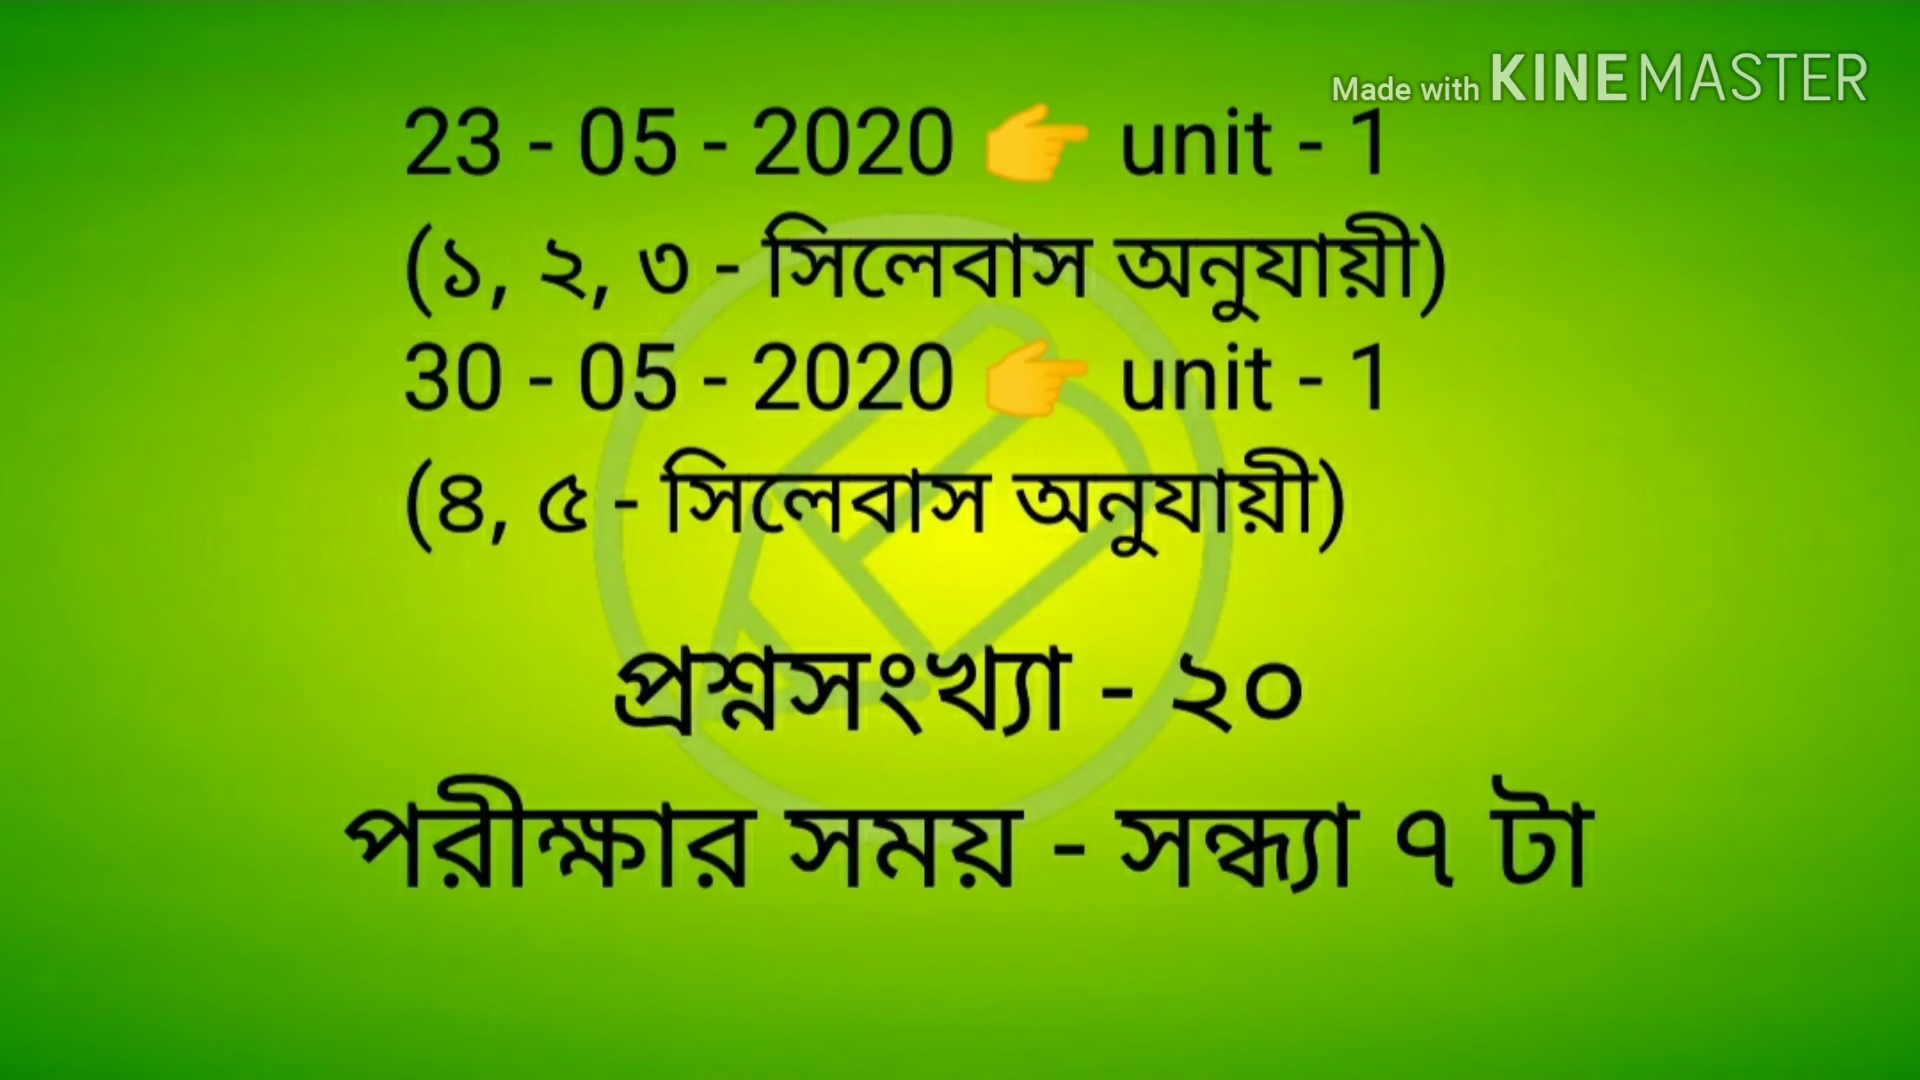 Made with KINEMASTER
23 - 05 - 2020 👉 unit - 1
(১, ২, ৩ - সিলেবাস অনুযায়ী)
30 - 05 - 2020 👉 unit - 1
(৪, ৫ - সিলেবাস অনুযায়ী)
প্রশ্নসংখ্যা - ২০
পরীক্ষার সময় - সন্ধ্যা ৭ টা